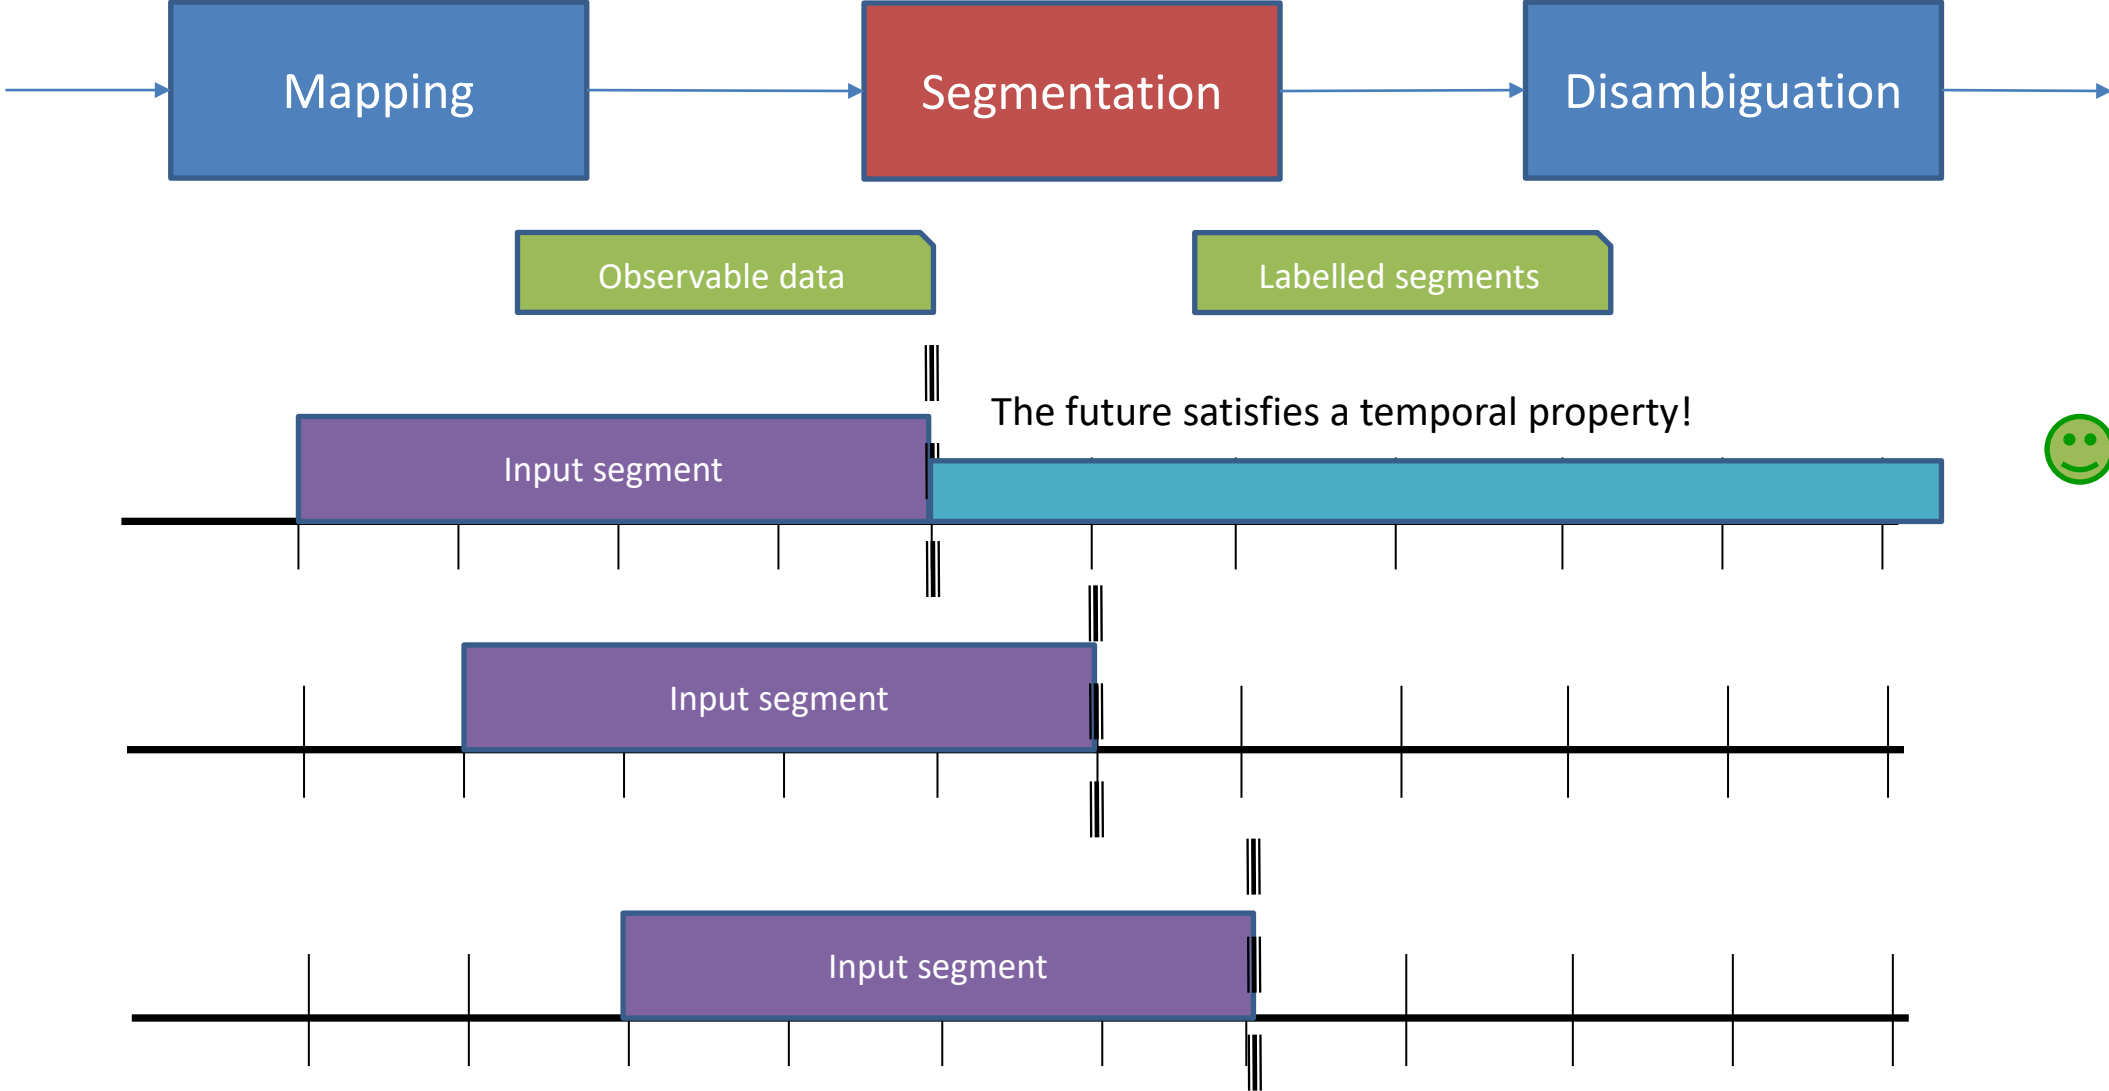 Mapping
Segmentation
Disambiguation
Observable data
Labelled segments
The future satisfies a temporal property!
Input segment
Input segment
Input segment